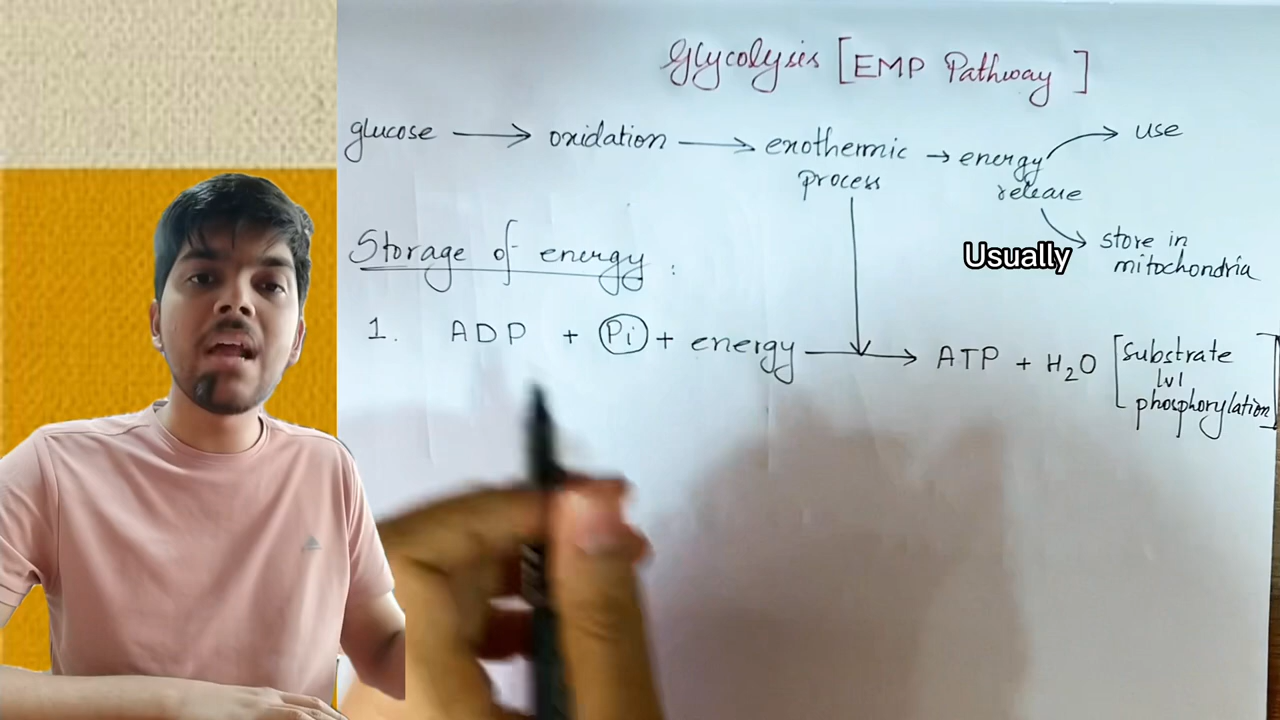 Glycolysis [EMP Pathway]
glucose → oxidation → exothermic process → energy release
use
store in mitochondria
Usually
Storage of energy :
1. ADP + Pi + energy → ATP + H₂O [substrate lvl phosphorylation]